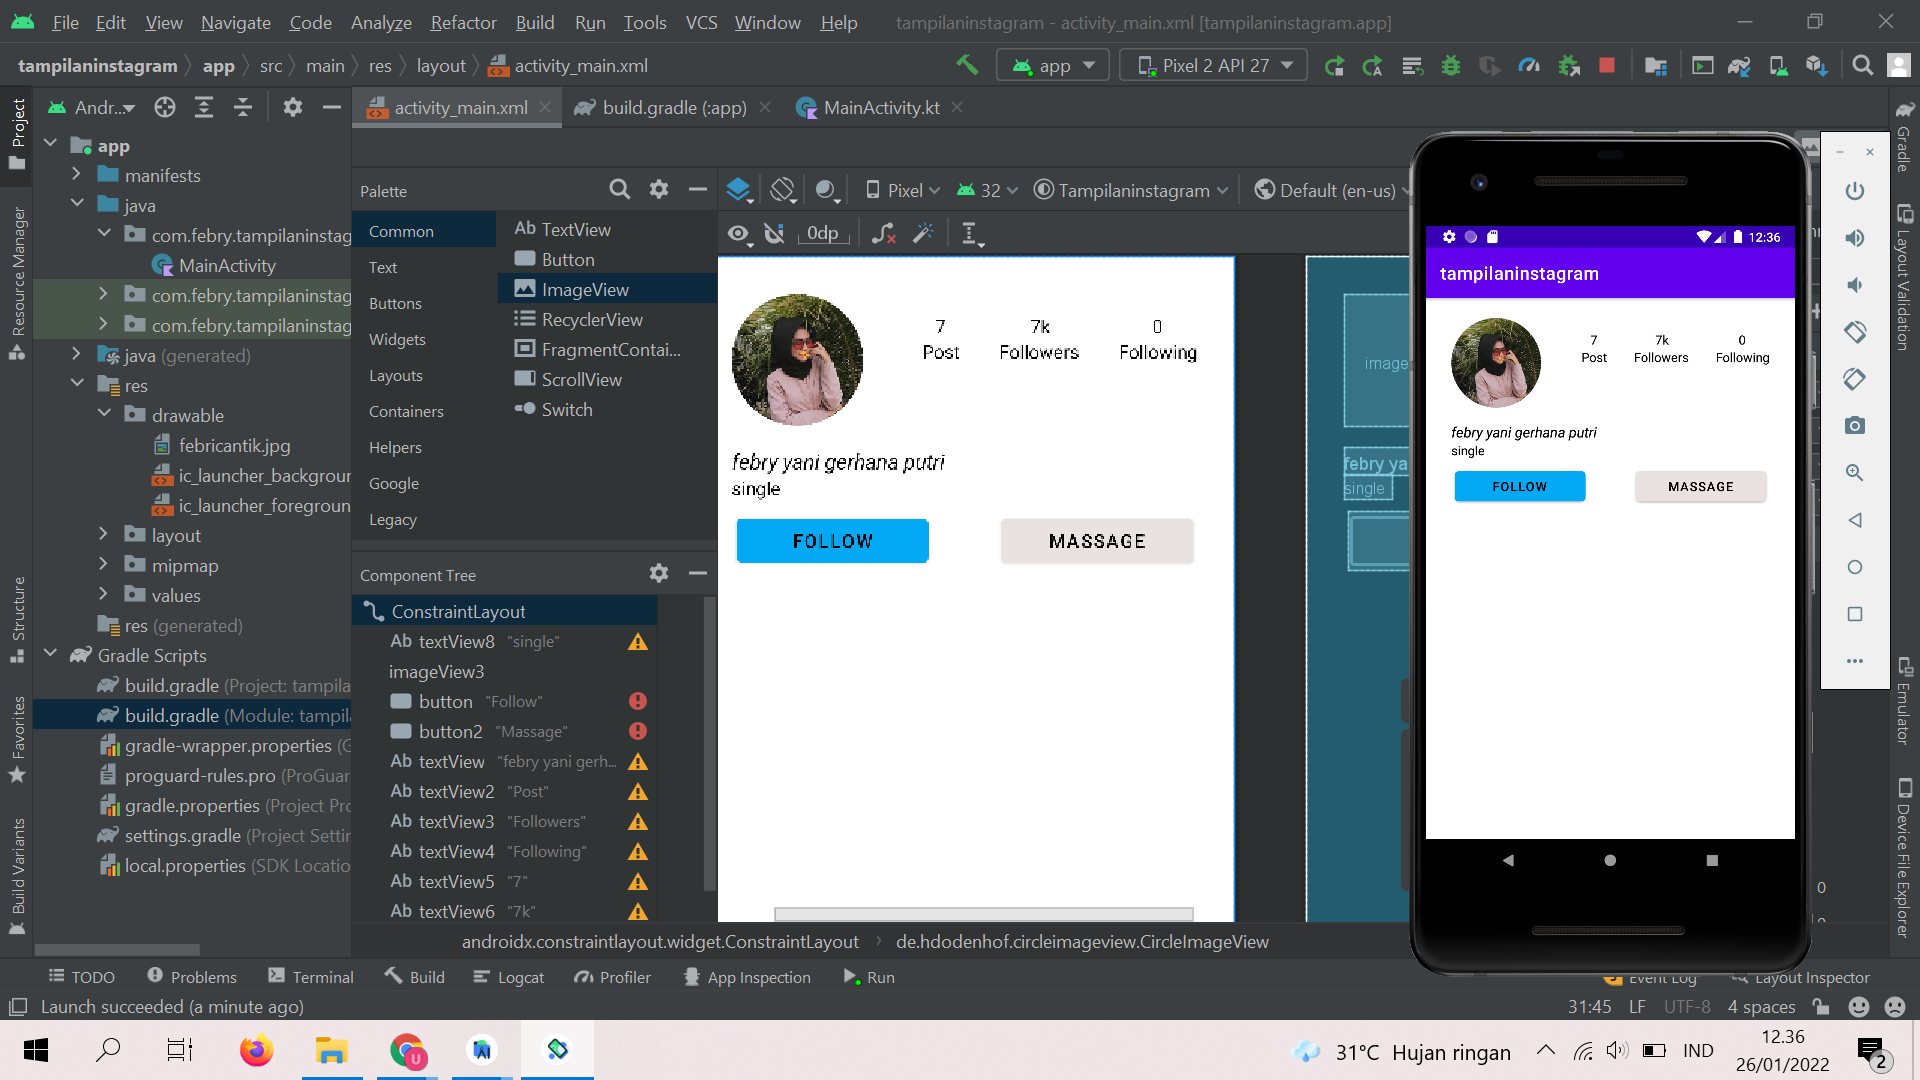 File Edit View Navigate Code Analyze Refactor Build Run Tools VCS Window Help tampilaninstagram - activity_main.xml [tampilaninstagram.app]
tampilaninstagram app src main res layout activity_main.xml app Pixel 2 API 27
Andr... activity_main.xml build.gradle (:app) MainActivity.kt
Project
Resource Manager
Structure
Favorites
Build Variants
app
manifests
java
com.febry.tampilaninstag
MainActivity
com.febry.tampilaninstag
com.febry.tampilaninstag
java (generated)
res
drawable
febricantik.jpg
ic_launcher_backgrour
ic_launcher_foregroun
layout
mipmap
values
res (generated)
Gradle Scripts
build.gradle (Project: tampila
build.gradle (Module: tampil
gradle-wrapper.properties (G
proguard-rules.pro (ProGuar
gradle.properties (Project Pro
settings.gradle (Project Settir
local.properties (SDK Locatio
Palette
Common
Text
Buttons
Widgets
Layouts
Containers
Helpers
Google
Legacy
Ab TextView
Button
ImageView
RecyclerView
FragmentContai...
ScrollView
Switch
Component Tree
ConstraintLayout
Ab textView8 "single"
imageView3
button "Follow"
button2 "Massage"
Ab textView "febry yani gerh...
Ab textView2 "Post"
Ab textView3 "Followers"
Ab textView4 "Following"
Ab textView5 "7"
Ab textView6 "7k"
Pixel 32 Tampilaninstagram Default (en-us)
0dp
7 7k 0
Post Followers Following
febry yani gerhana putri
single
FOLLOW MASSAGE
image
febry ya
single
12:36
tampilaninstagram
7 7k 0
Post Followers Following
febry yani gerhana putri
single
FOLLOW MASSAGE
Gradle
Layout Validation
Emulator
Device File Explorer
0
androidx.constraintlayout.widget.ConstraintLayout de.hdodenhof.circleimageview.CircleImageView
TODO Problems Terminal Build Logcat Profiler App Inspection Run Event Log Layout Inspector
Launch succeeded (a minute ago) 31:45 LF UTF-8 4 spaces
31°C Hujan ringan IND 12.36
26/01/2022
2